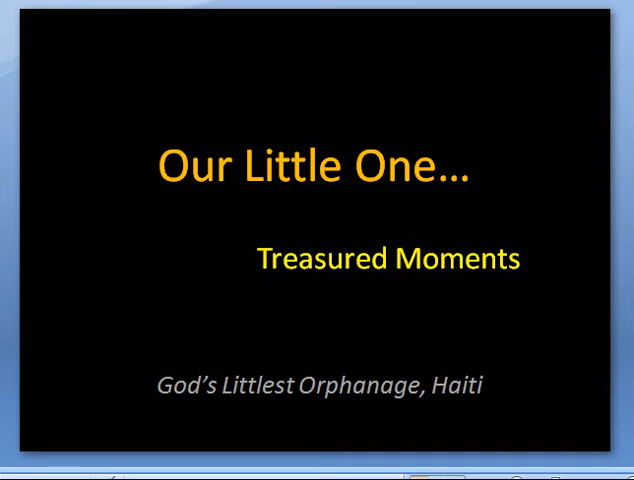 Our Little One…
Treasured Moments
God’s Littlest Orphanage, Haiti